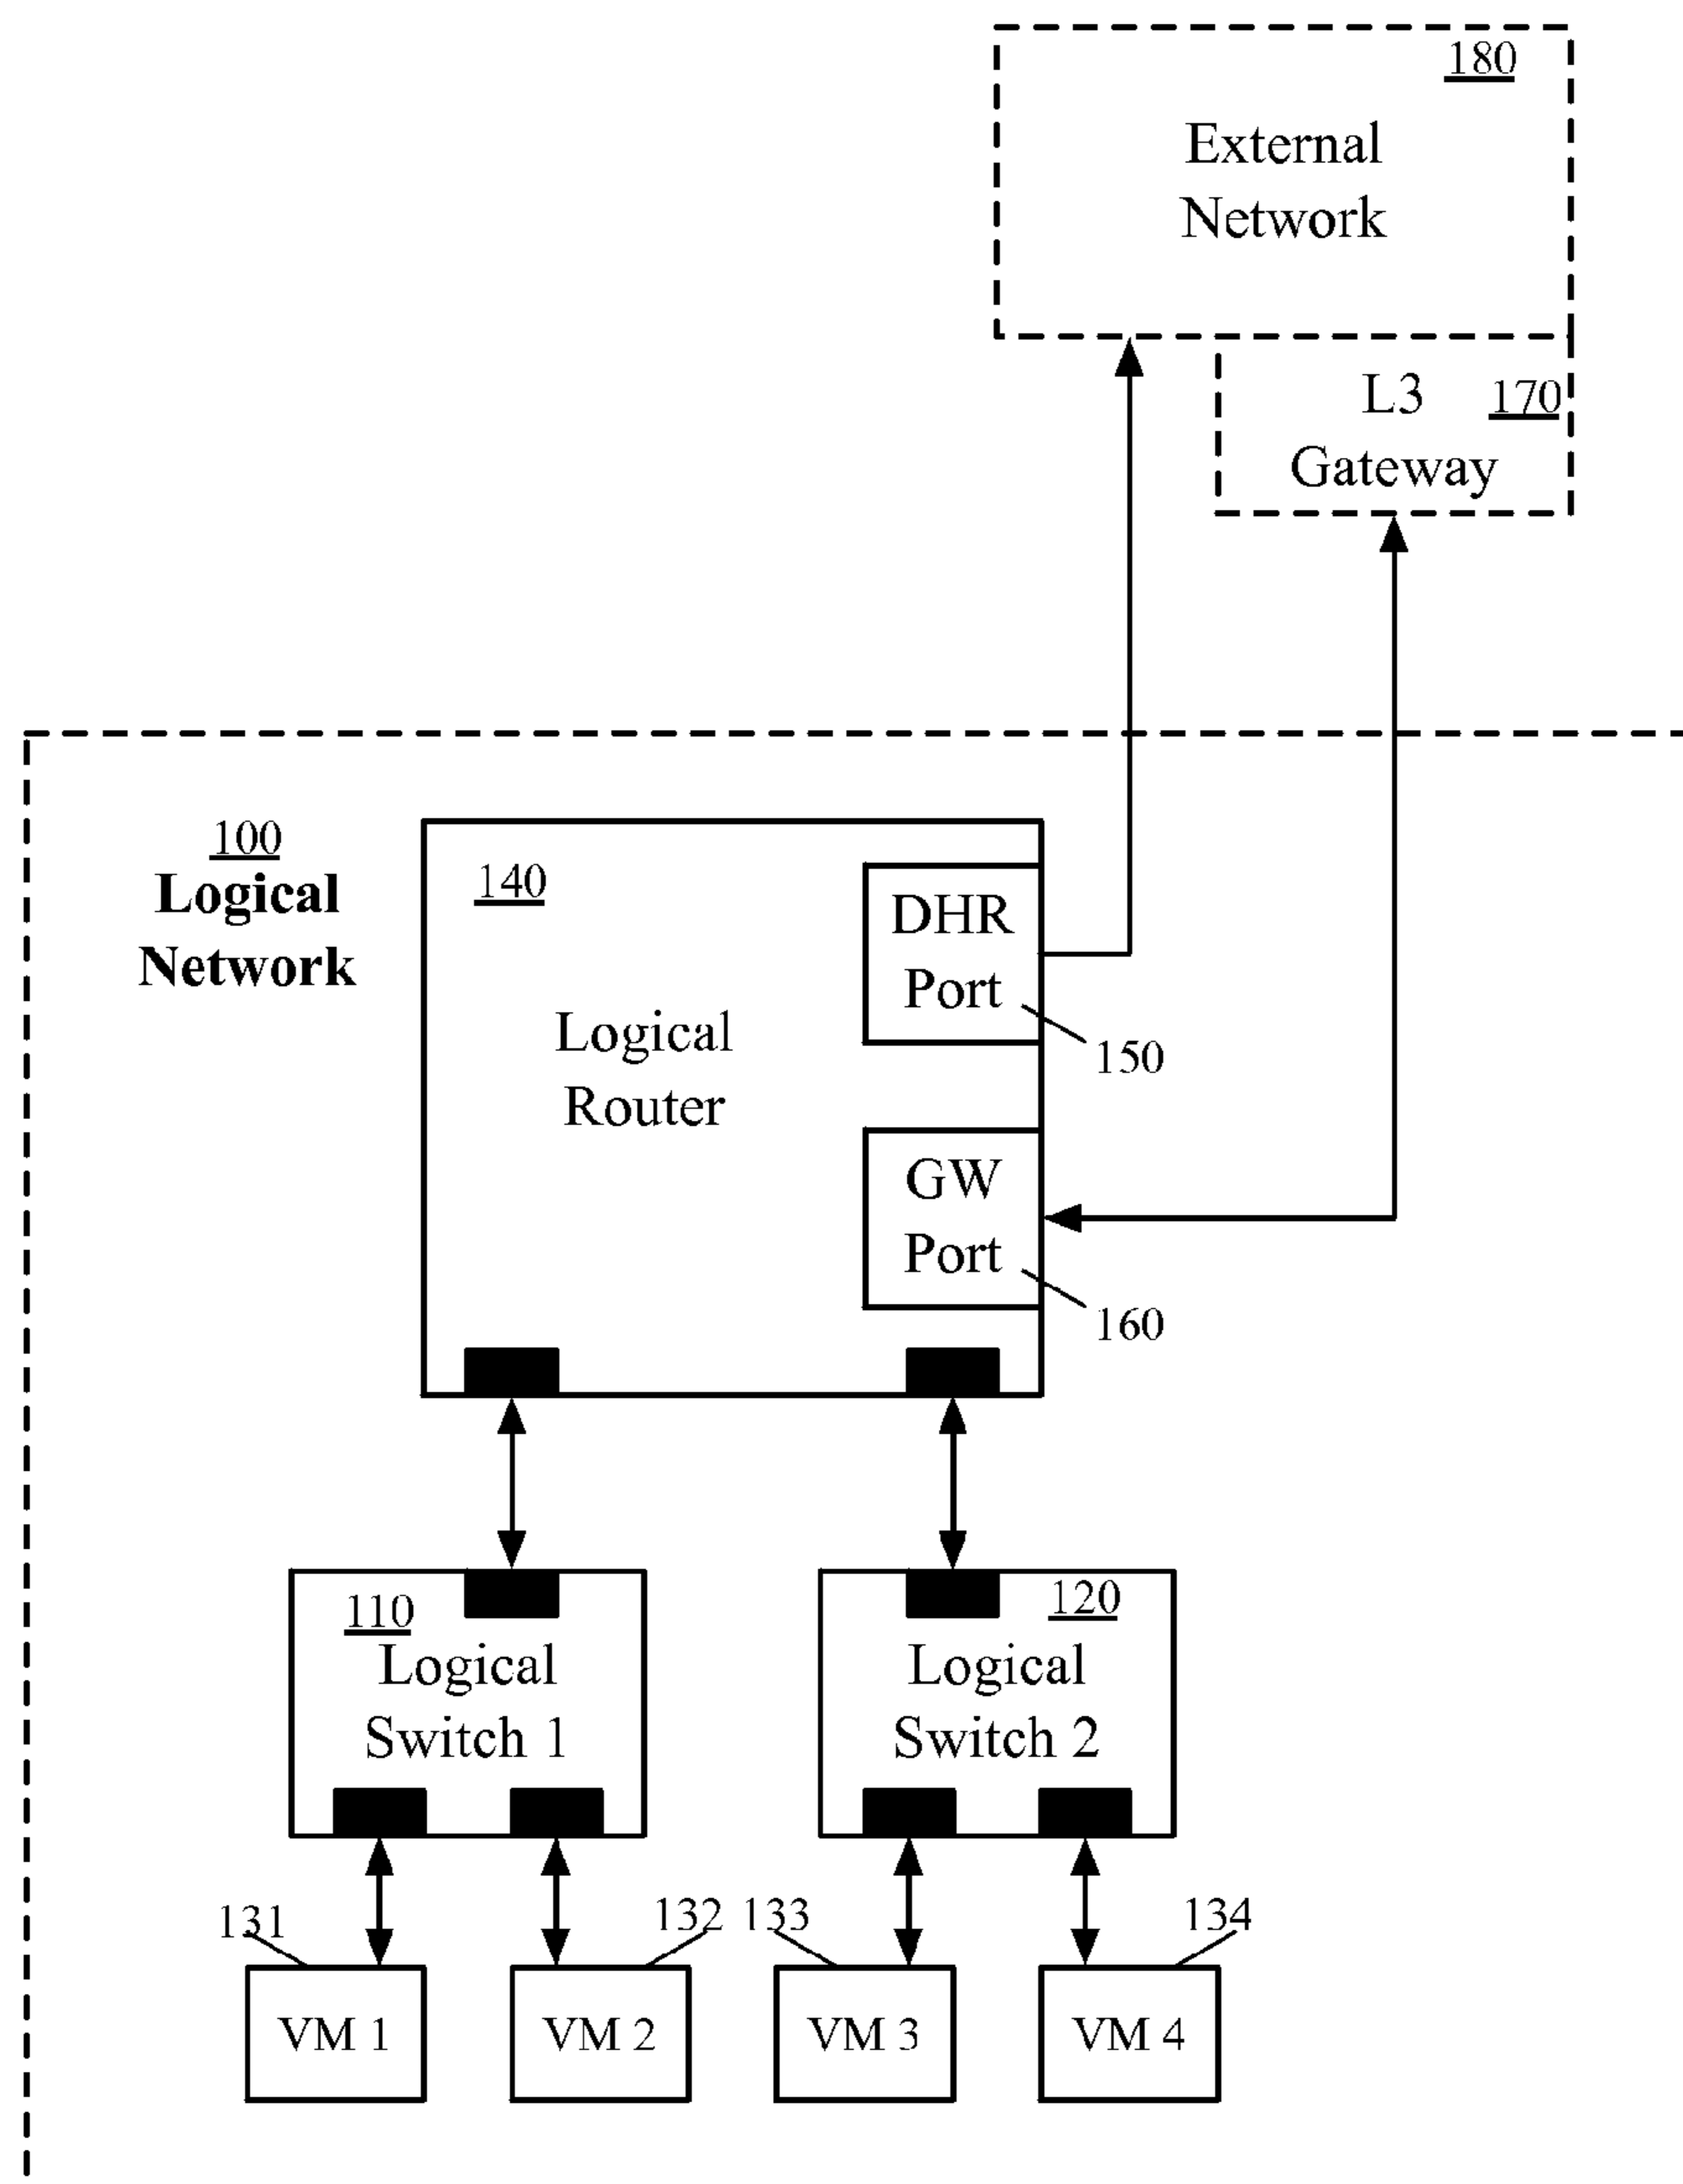 180
External
Network
L3
170
Gateway
100
Logical
Network
140
DHR
Port
150
Logical
Router
GW
Port
160
110
Logical
Switch 1
120
Logical
Switch 2
131
132
133
134
VM 1
VM 2
VM 3
VM 4